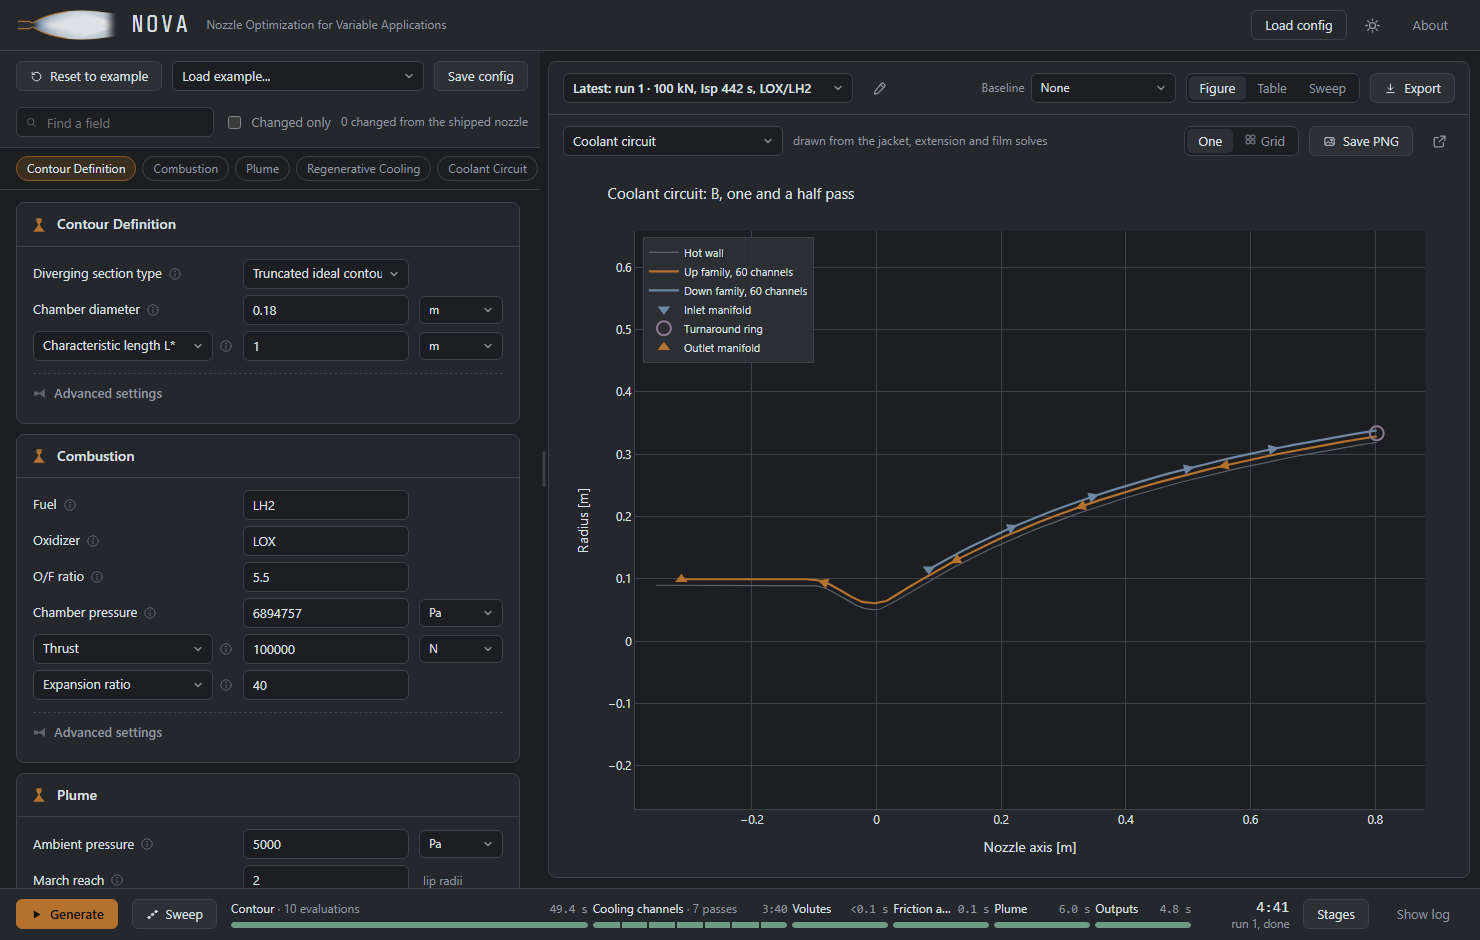 NOVA
Nozzle Optimization for Variable Applications
Load config
About
Reset to example
Load example...
Save config
Find a field
Changed only
0 changed from the shipped nozzle
Contour Definition
Combustion
Plume
Regenerative Cooling
Coolant Circuit
Contour Definition
Diverging section type
Truncated ideal contou
Chamber diameter
0.18
m
Characteristic length L*
1
m
Advanced settings
Combustion
Fuel
LH2
Oxidizer
LOX
O/F ratio
5.5
Chamber pressure
6894757
Pa
Thrust
100000
N
Expansion ratio
40
Advanced settings
Plume
Ambient pressure
5000
Pa
March reach
2
lip radii
Latest: run 1 · 100 kN, Isp 442 s, LOX/LH2
Baseline
None
Figure
Table
Sweep
Export
Coolant circuit
drawn from the jacket, extension and film solves
One
Grid
Save PNG
Coolant circuit: B, one and a half pass
Hot wall
Up family, 60 channels
Down family, 60 channels
Inlet manifold
Turnaround ring
Outlet manifold
0.6
0.5
0.4
0.3
0.2
0.1
0
−0.1
−0.2
Radius [m]
−0.2
0
0.2
0.4
0.6
0.8
Nozzle axis [m]
Generate
Sweep
Contour · 10 evaluations
49.4 s
Cooling channels · 7 passes
3:40
Volutes
<0.1 s
Friction a...
0.1 s
Plume
6.0 s
Outputs
4.8 s
4:41
run 1, done
Stages
Show log